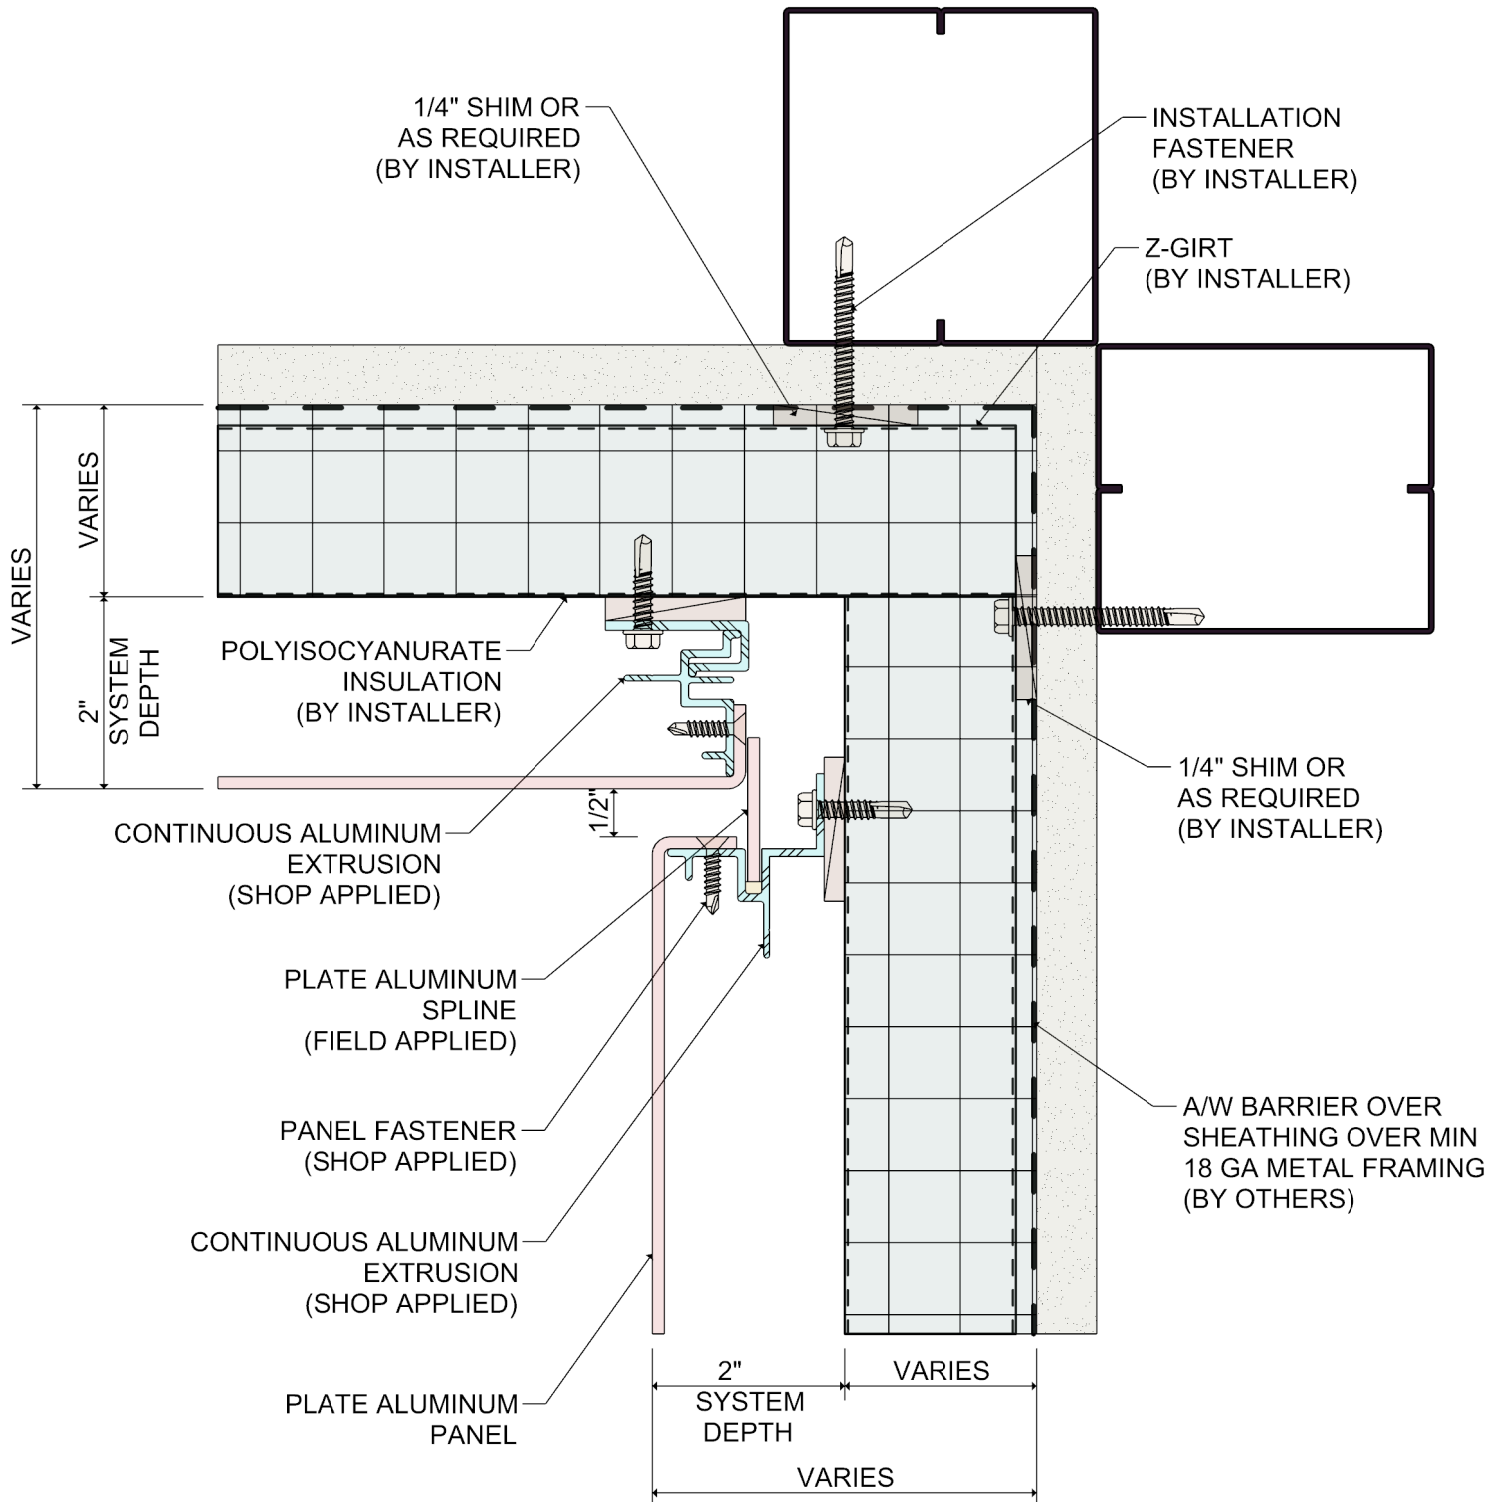 1/4" SHIM OR
AS REQUIRED
(BY INSTALLER)
INSTALLATION
FASTENER
(BY INSTALLER)
Z-GIRT
(BY INSTALLER)
VARIES
VARIES
2"
SYSTEM
DEPTH
POLYISOCYANURATE
INSULATION
(BY INSTALLER)
1/2"
CONTINUOUS ALUMINUM
EXTRUSION
(SHOP APPLIED)
1/4" SHIM OR
AS REQUIRED
(BY INSTALLER)
PLATE ALUMINUM
SPLINE
(FIELD APPLIED)
PANEL FASTENER
(SHOP APPLIED)
A/W BARRIER OVER
SHEATHING OVER MIN
18 GA METAL FRAMING
(BY OTHERS)
CONTINUOUS ALUMINUM
EXTRUSION
(SHOP APPLIED)
PLATE ALUMINUM
PANEL
2"
SYSTEM
DEPTH
VARIES
VARIES